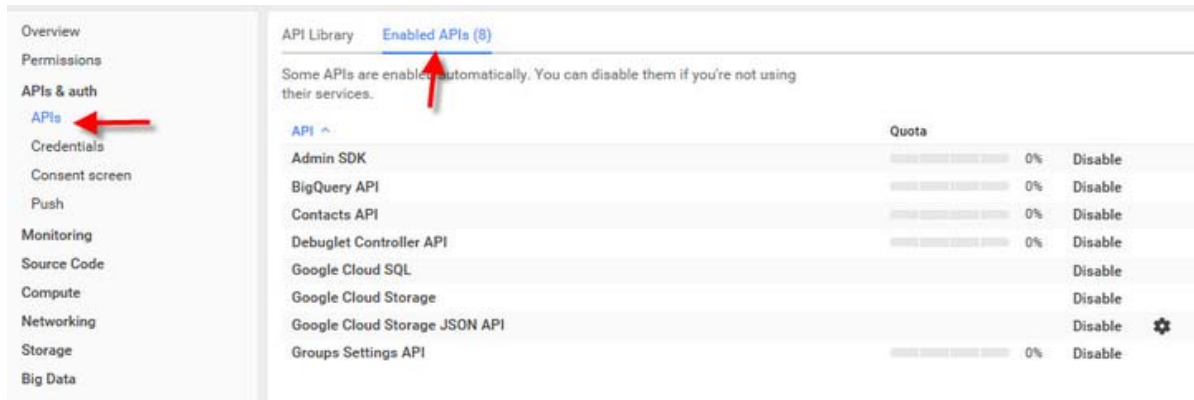 Overview
Permissions
APIs & auth
APIs
Credentials
Consent screen
Push
Monitoring
Source Code
Compute
Networking
Storage
Big Data
API Library Enabled APIs (8)
Some APIs are enabled automatically. You can disable them if you're not using
their services.
API Quota
Admin SDK 0% Disable
BigQuery API 0% Disable
Contacts API 0% Disable
Debuglet Controller API 0% Disable
Google Cloud SQL Disable
Google Cloud Storage Disable
Google Cloud Storage JSON API Disable
Groups Settings API 0% Disable